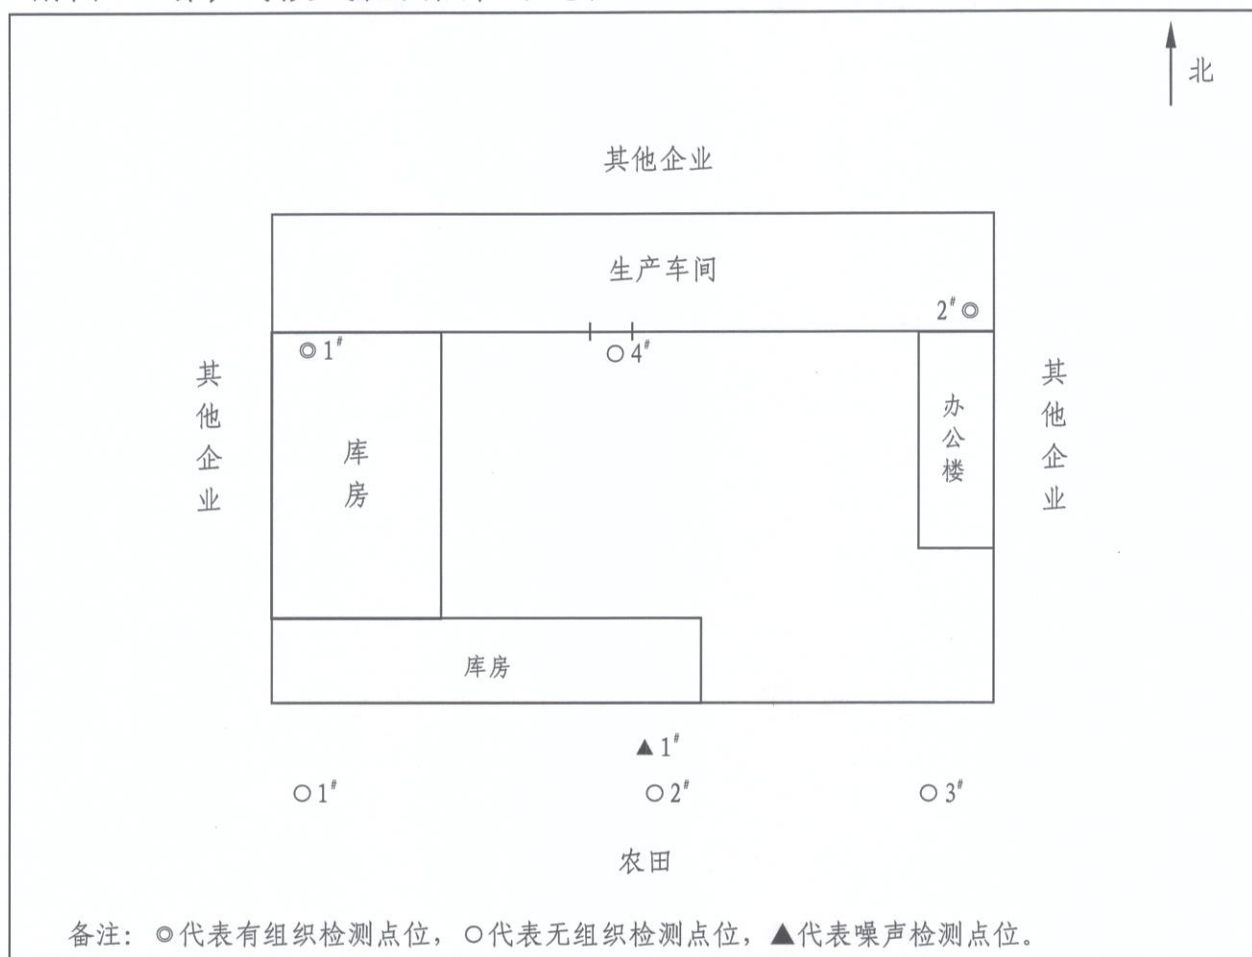 北
其他企业
生产车间
2# ◎
◎ 1#
○ 4#
其他企业
库房
办公楼
其他企业
库房
▲ 1#
○ 1#
○ 2#
○ 3#
农田
备注：◎代表有组织检测点位，○代表无组织检测点位，▲代表噪声检测点位。